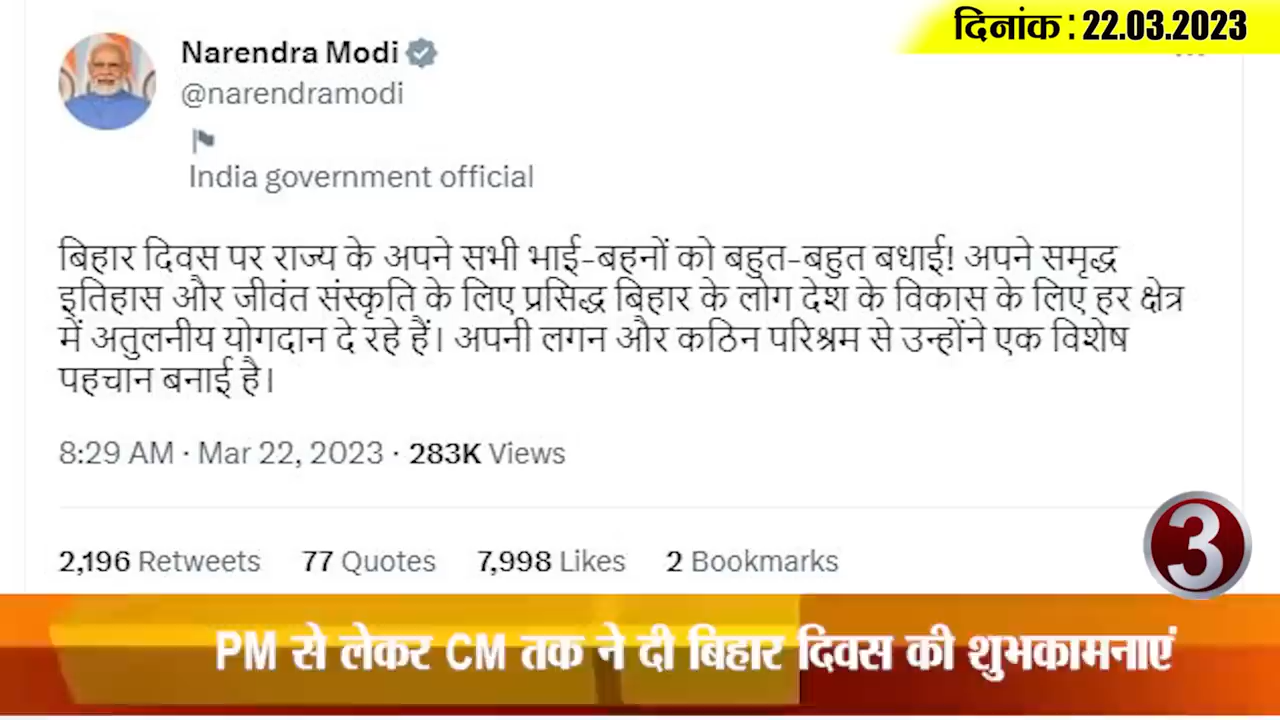 दिनांक : 22.03.2023
Narendra Modi
@narendramodi
India government official
बिहार दिवस पर राज्य के अपने सभी भाई-बहनों को बहुत-बहुत बधाई! अपने समृद्ध
इतिहास और जीवंत संस्कृति के लिए प्रसिद्ध बिहार के लोग देश के विकास के लिए हर क्षेत्र
में अतुलनीय योगदान दे रहे हैं। अपनी लगन और कठिन परिश्रम से उन्होंने एक विशेष
पहचान बनाई है।
8:29 AM · Mar 22, 2023 · 283K Views
2,196 Retweets 77 Quotes 7,998 Likes 2 Bookmarks
3
PM से लेकर CM तक ने दी बिहार दिवस की शुभकामनाएं